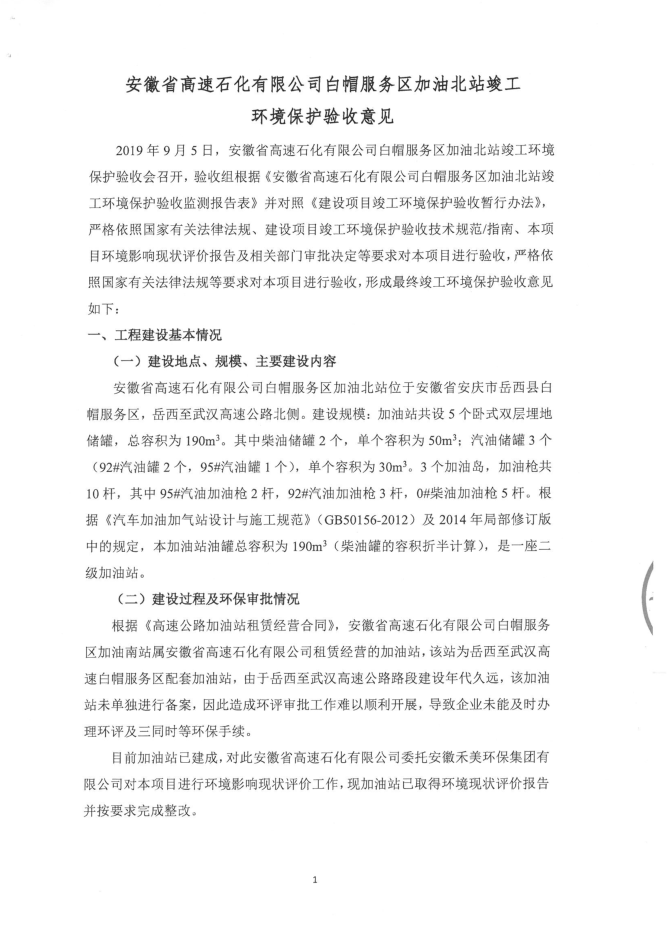 安徽省高速石化有限公司白帽服务区加油北站竣工
环境保护验收意见
2019 年 9 月 5 日，安徽省高速石化有限公司白帽服务区加油北站竣工环境
保护验收会召开，验收组根据《安徽省高速石化有限公司白帽服务区加油北站竣
工环境保护验收监测报告表》并对照《建设项目竣工环境保护验收暂行办法》，
严格依照国家有关法律法规、建设项目竣工环境保护验收技术规范/指南、本项
目环境影响现状评价报告及相关部门审批决定等要求对本项目进行验收，严格依
照国家有关法律法规等要求对本项目进行验收，形成最终竣工环境保护验收意见
如下：
一、工程建设基本情况
（一）建设地点、规模、主要建设内容
安徽省高速石化有限公司白帽服务区加油北站位于安徽省安庆市岳西县白
帽服务区，岳西至武汉高速公路北侧。建设规模：加油站共设 5 个卧式双层埋地
储罐，总容积为 190m³。其中柴油储罐 2 个，单个容积为 50m³；汽油储罐 3 个
（92#汽油罐 2 个，95#汽油罐 1 个），单个容积为 30m³。3 个加油岛，加油枪共
10 杆，其中 95#汽油加油枪 2 杆，92#汽油加油枪 3 杆，0#柴油加油枪 5 杆。根
据《汽车加油加气站设计与施工规范》（GB50156-2012）及 2014 年局部修订版
中的规定，本加油站油罐总容积为 190m³（柴油罐的容积折半计算），是一座二
级加油站。
（二）建设过程及环保审批情况
根据《高速公路加油站租赁经营合同》，安徽省高速石化有限公司白帽服务
区加油南站属安徽省高速石化有限公司租赁经营的加油站，该站为岳西至武汉高
速白帽服务区配套加油站，由于岳西至武汉高速公路路段建设年代久远，该加油
站未单独进行备案，因此造成环评审批工作难以顺利开展，导致企业未能及时办
理环评及三同时等环保手续。
目前加油站已建成，对此安徽省高速石化有限公司委托安徽禾美环保集团有
限公司对本项目进行环境影响现状评价工作，现加油站已取得环境现状评价报告
并按要求完成整改。
1